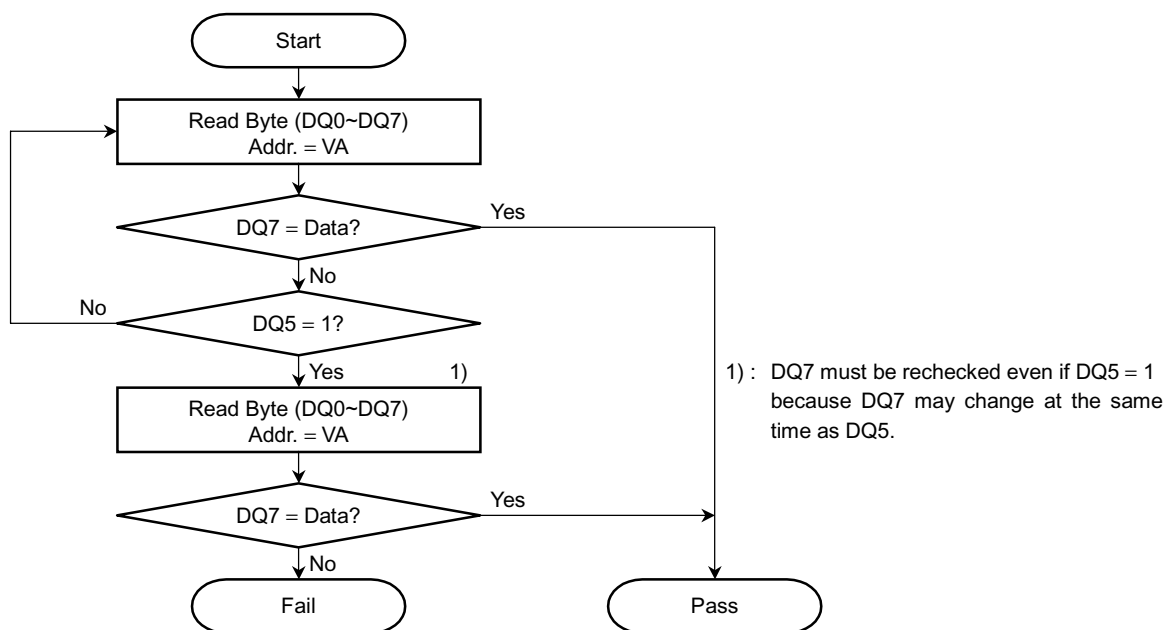 Start
Read Byte (DQ0~DQ7)
Addr. = VA
DQ7 = Data?
Yes
No
No
DQ5 = 1?
Yes
1)
Read Byte (DQ0~DQ7)
Addr. = VA
1) : DQ7 must be rechecked even if DQ5 = 1
because DQ7 may change at the same
time as DQ5.
DQ7 = Data?
Yes
No
Fail
Pass